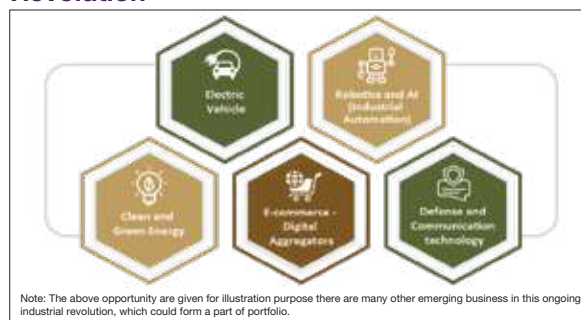 Revolution
Electric
Vehicle
Robotics and AI
(Industrial
Automation)
Clean and
Green Energy
E-commerce -
Digital
Aggregators
Defense and
Communication
technology
Note: The above opportunity are given for illustration purpose there are many other emerging business in this ongoing
industrial revolution, which could form a part of portfolio.